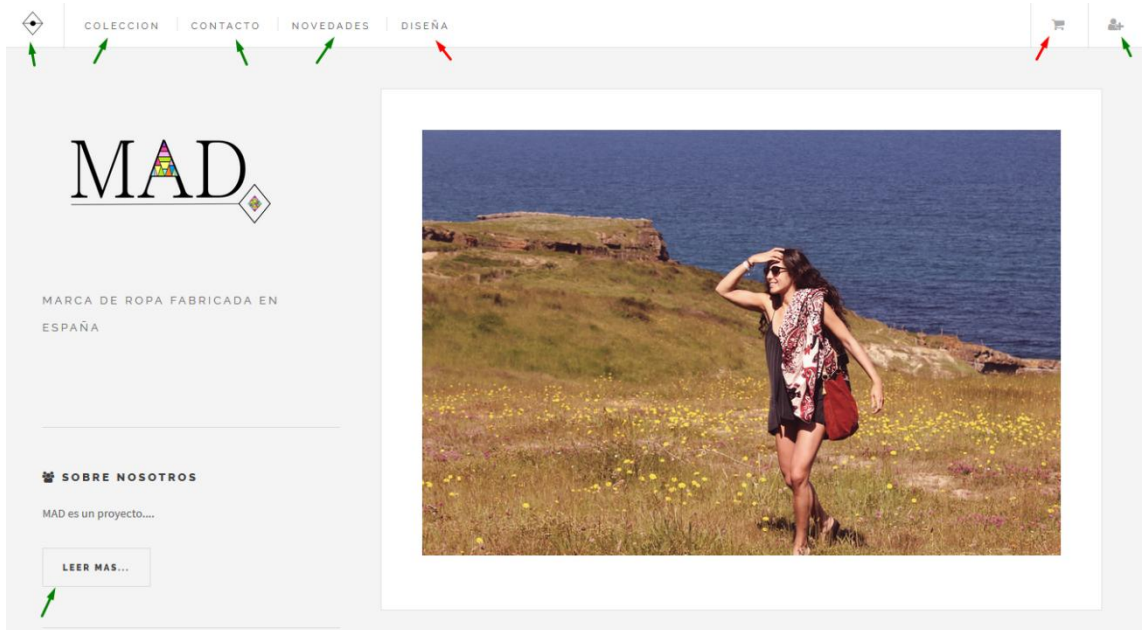 COLECCION
CONTACTO
NOVEDADES
DISEÑA
MAD
MARCA DE ROPA FABRICADA EN
ESPAÑA
SOBRE NOSOTROS
MAD es un proyecto....
LEER MAS...